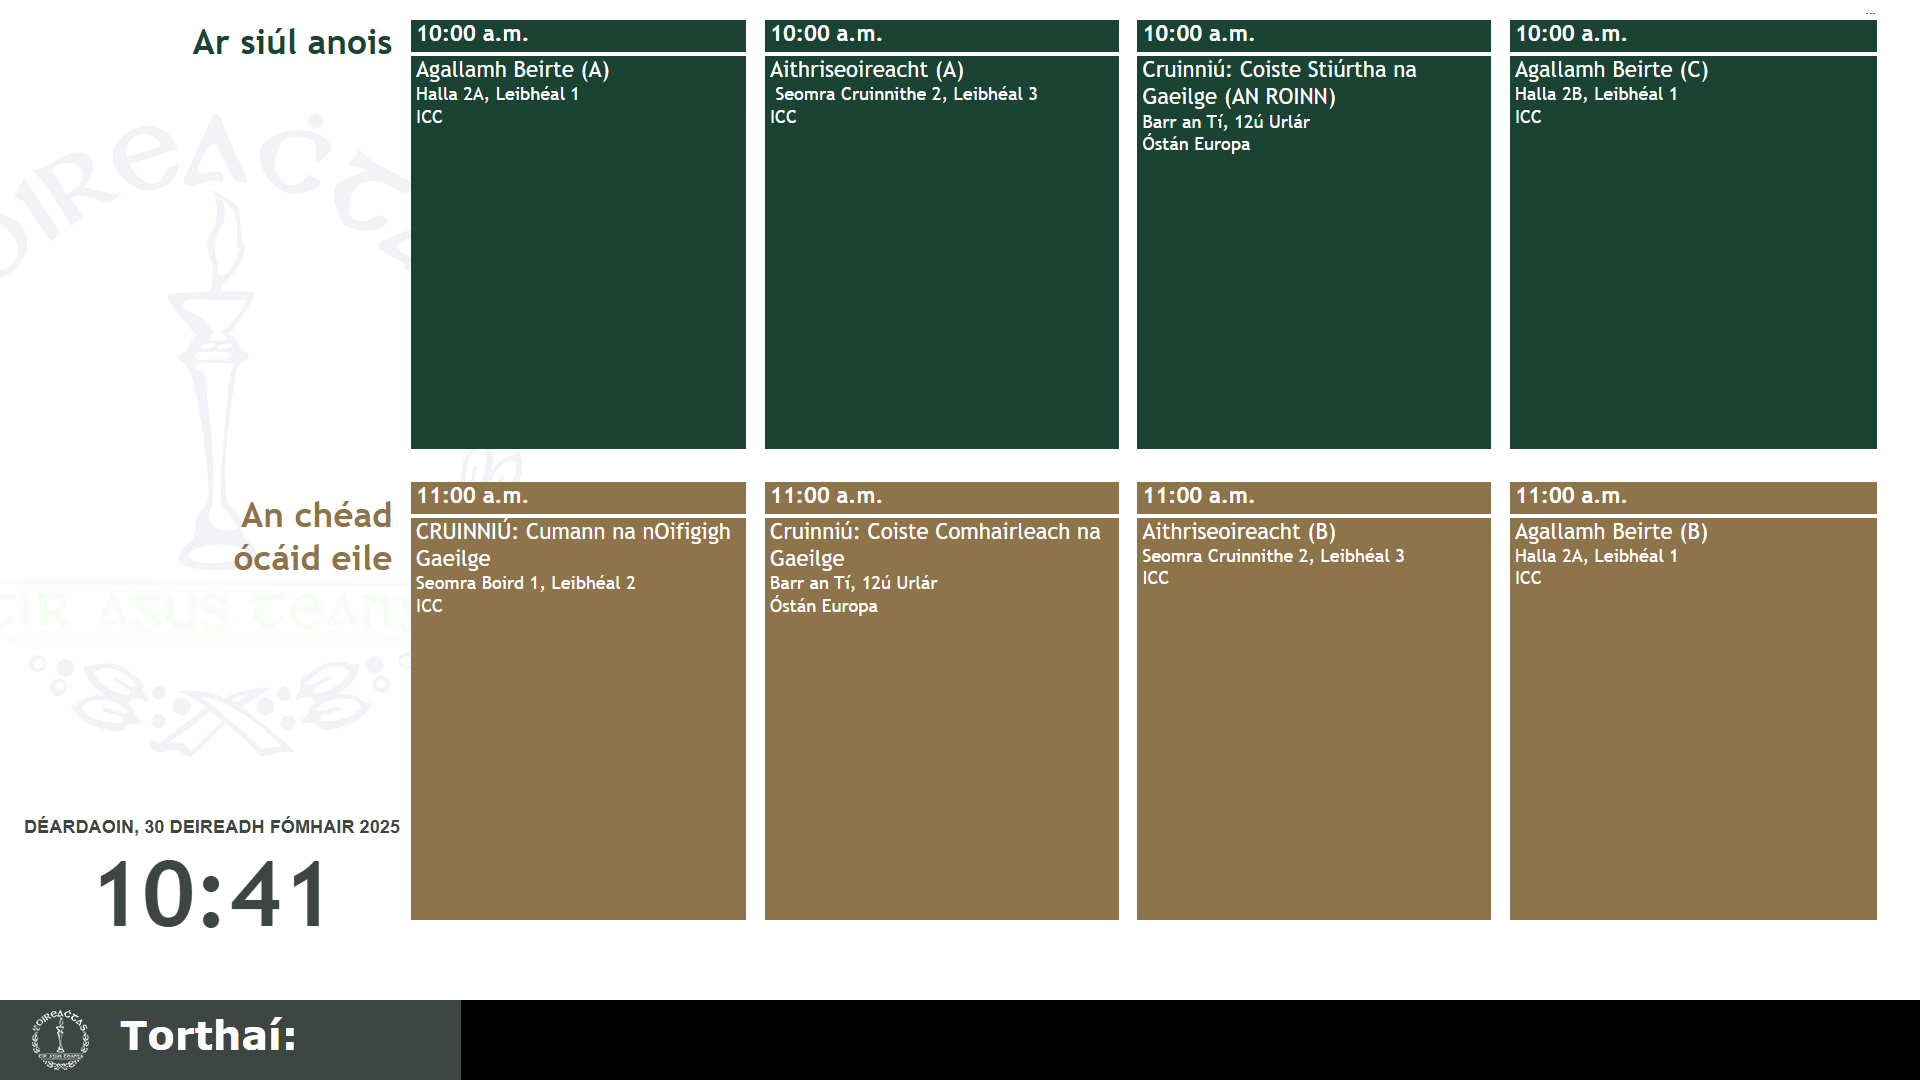 Ar siúl anois
10:00 a.m.
Agallamh Beirte (A)
Halla 2A, Leibhéal 1
ICC
10:00 a.m.
Aithriseoireacht (A)
Seomra Cruinnithe 2, Leibhéal 3
ICC
10:00 a.m.
Cruinniú: Coiste Stiúrtha na
Gaeilge (AN ROINN)
Barr an Tí, 12ú Urlár
Óstán Europa
10:00 a.m.
Agallamh Beirte (C)
Halla 2B, Leibhéal 1
ICC
An chéad
ócáid eile
11:00 a.m.
CRUINNIÚ: Cumann na nOifigigh
Gaeilge
Seomra Boird 1, Leibhéal 2
ICC
11:00 a.m.
Cruinniú: Coiste Comhairleach na
Gaeilge
Barr an Tí, 12ú Urlár
Óstán Europa
11:00 a.m.
Aithriseoireacht (B)
Seomra Cruinnithe 2, Leibhéal 3
ICC
11:00 a.m.
Agallamh Beirte (B)
Halla 2A, Leibhéal 1
ICC
DÉARDAOIN, 30 DEIREADH FÓMHAIR 2025
10:41
Torthaí: